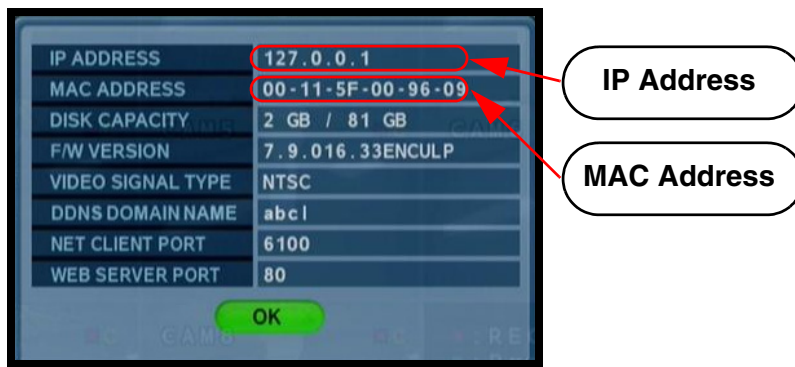 IP ADDRESS 127.0.0.1
MAC ADDRESS 00-11-5F-00-96-09
DISK CAPACITY 2 GB / 81 GB
F/W VERSION 7.9.016.33ENCULP
VIDEO SIGNAL TYPE NTSC
DDNS DOMAIN NAME abcl
NET CLIENT PORT 6100
WEB SERVER PORT 80
OK
CAM8
IP Address
MAC Address